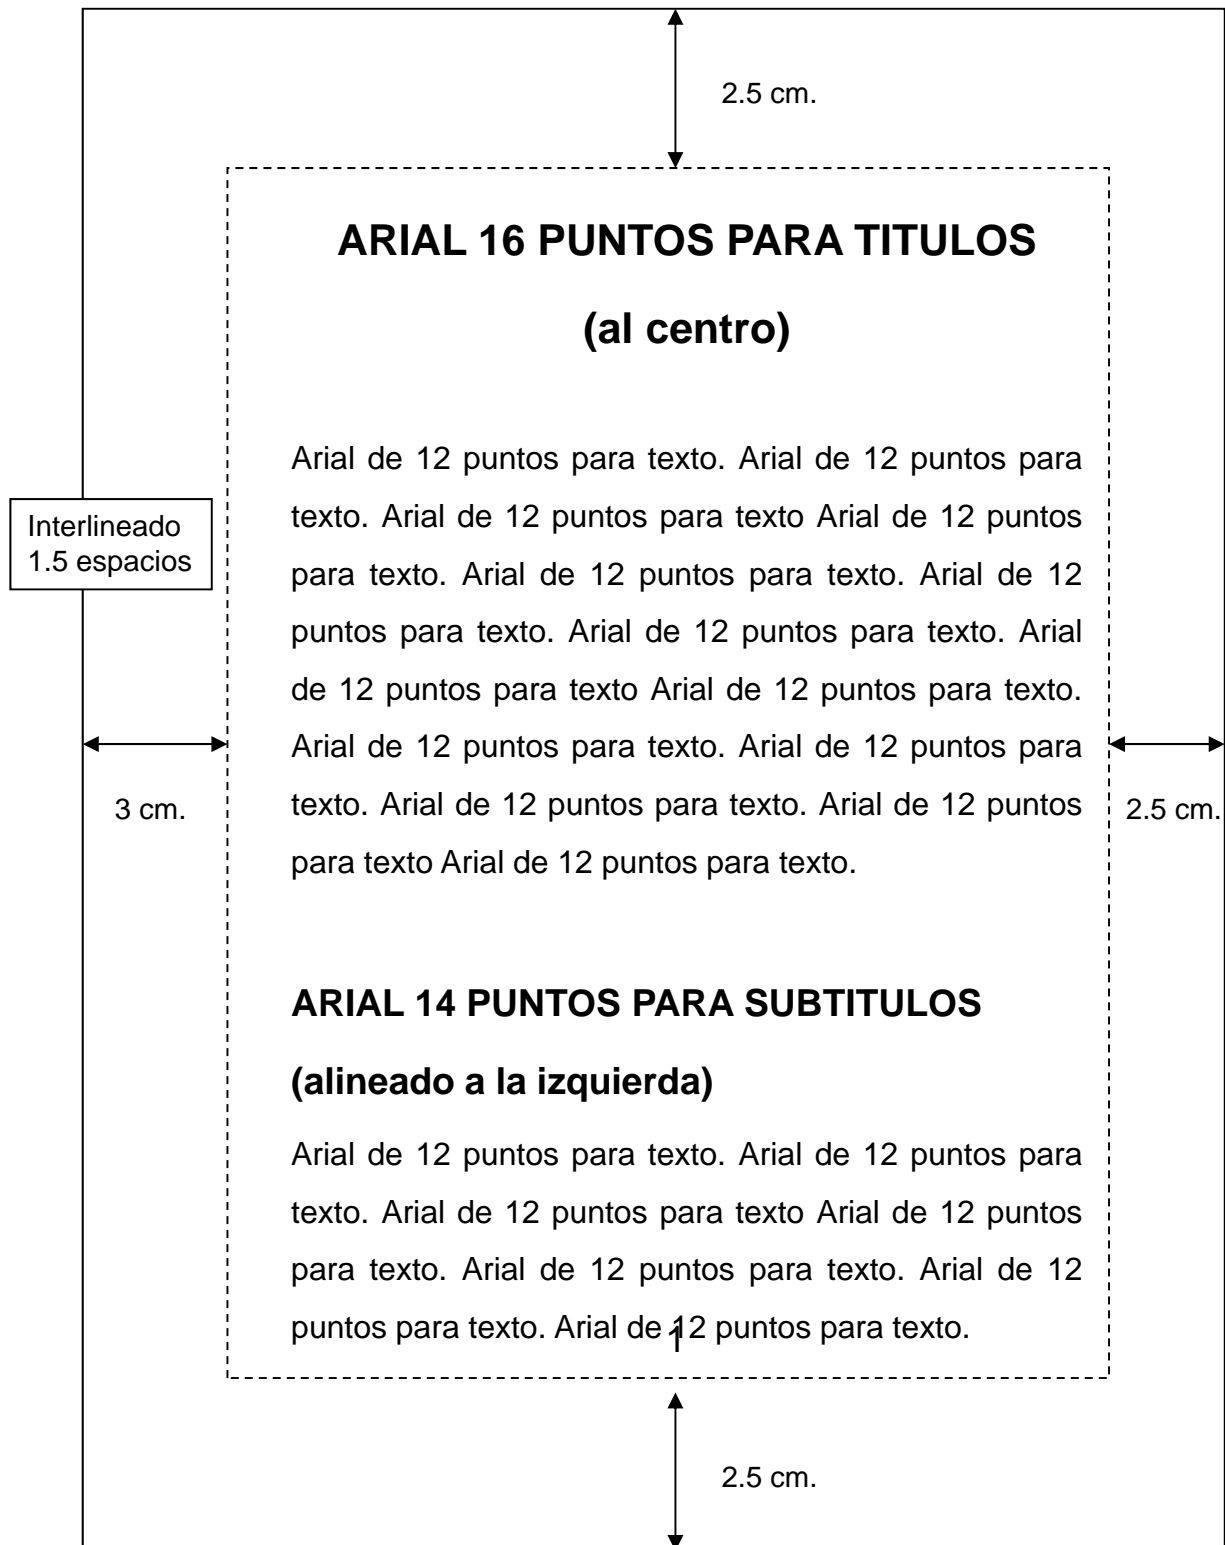 2.5 cm.
ARIAL 16 PUNTOS PARA TITULOS
(al centro)
Arial de 12 puntos para texto. Arial de 12 puntos para
texto. Arial de 12 puntos para texto Arial de 12 puntos
para texto. Arial de 12 puntos para texto. Arial de 12
puntos para texto. Arial de 12 puntos para texto. Arial
de 12 puntos para texto Arial de 12 puntos para texto.
Arial de 12 puntos para texto. Arial de 12 puntos para
texto. Arial de 12 puntos para texto. Arial de 12 puntos
para texto Arial de 12 puntos para texto.
Interlineado
1.5 espacios
3 cm.
2.5 cm.
ARIAL 14 PUNTOS PARA SUBTITULOS
(alineado a la izquierda)
Arial de 12 puntos para texto. Arial de 12 puntos para
texto. Arial de 12 puntos para texto Arial de 12 puntos
para texto. Arial de 12 puntos para texto. Arial de 12
puntos para texto. Arial de 12 puntos para texto.
1
2.5 cm.